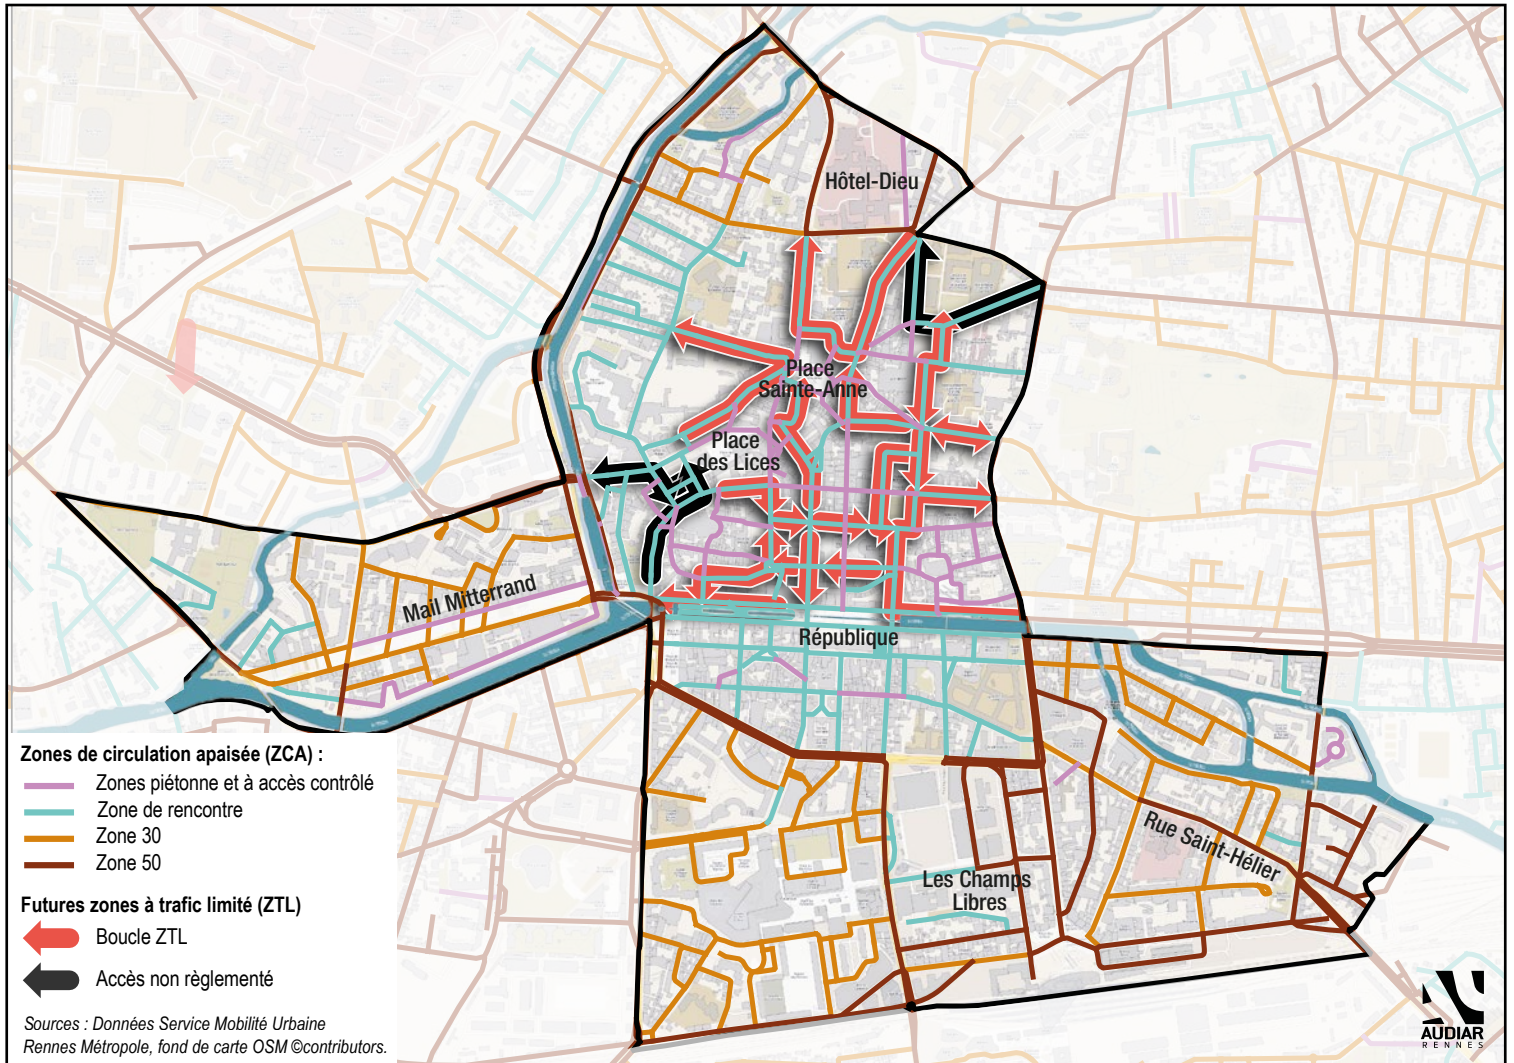 Hôtel-Dieu
Place
Sainte-Anne
Place
des Lices
Mail Mitterrand
République
Rue Saint-Hélier
Les Champs
Libres
Zones de circulation apaisée (ZCA) :
Zones piétonne et à accès contrôlé
Zone de rencontre
Zone 30
Zone 50
Futures zones à trafic limité (ZTL)
Boucle ZTL
Accès non règlementé
Sources : Données Service Mobilité Urbaine
Rennes Métropole, fond de carte OSM ©contributors.
AUDIAR
RENNES